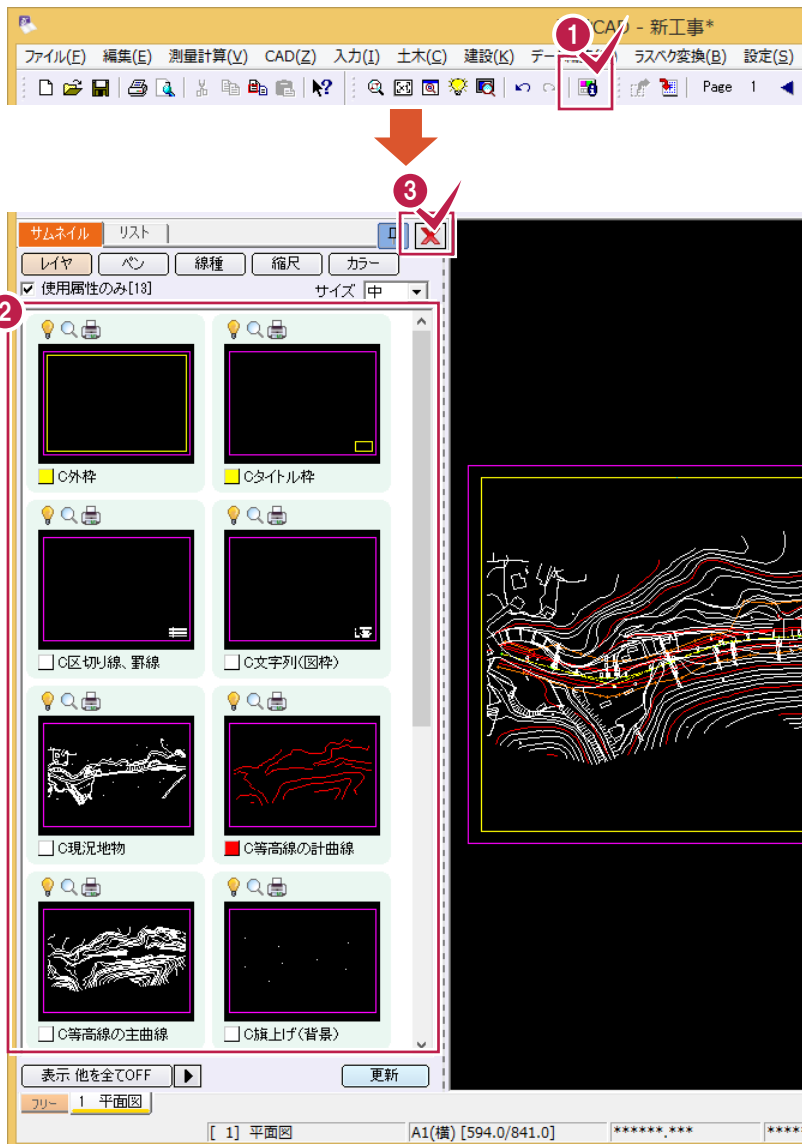 CAD - 新工事*
1
ファイル(F) 編集(E) 測量計算(V) CAD(Z) 入力(I) 土木(C) 建設(K) デー ラスベク変換(B) 設定(S)
Page 1
3
サムネイル リスト
レイヤ ペン 線種 縮尺 カラー
使用属性のみ[13] サイズ 中
2
C外枠 Cタイトル枠
C区切り線、罫線 C文字列(図枠)
C現況地物 C等高線の計曲線
C等高線の主曲線 C旗上げ(背景)
表示 他を全てOFF 更新
フリー 1 平面図
[ 1] 平面図 A1(横) [594.0/841.0] ******.*** ****